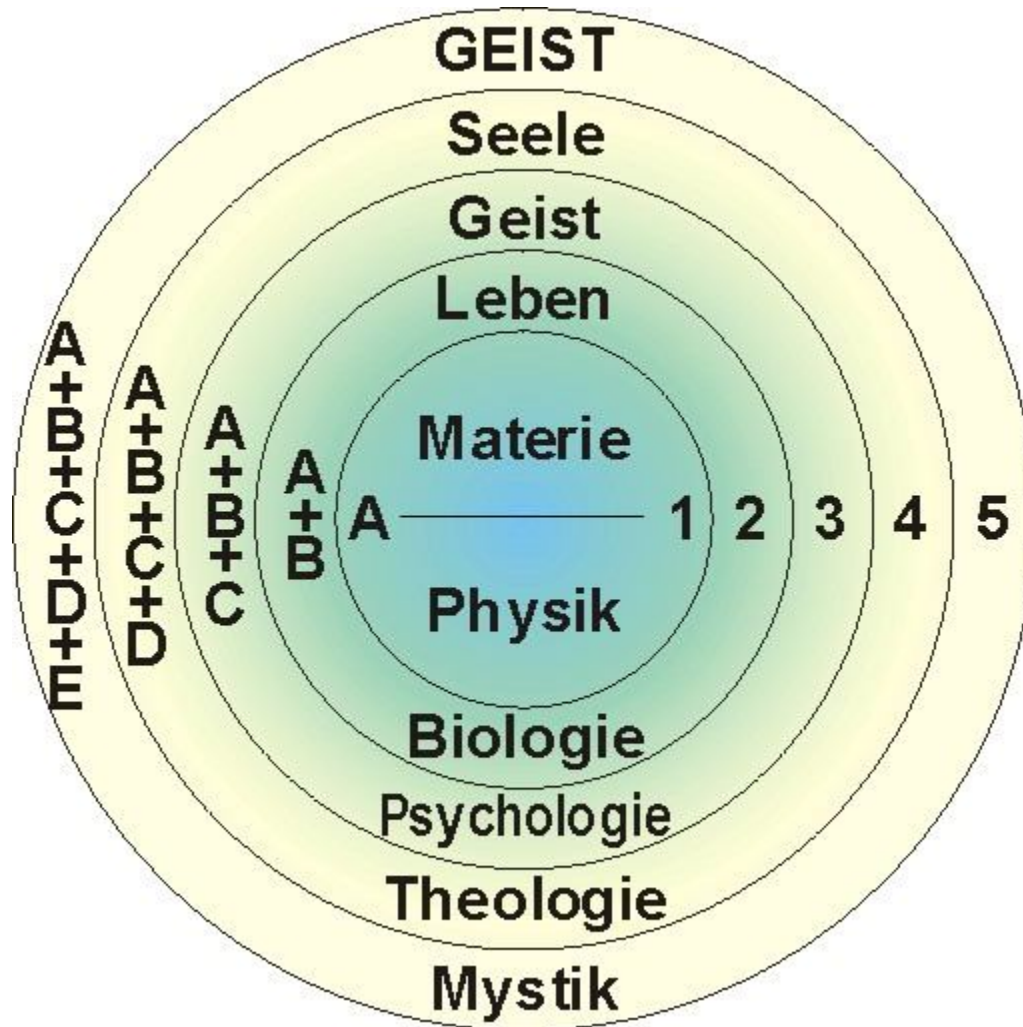 GEIST
Seele
Geist
Leben
Materie
A
+
B
+
C
+
D
+
E
A
+
B
+
C
+
D
A
+
B
+
C
A
+
B
A
1
2
3
4
5
Physik
Biologie
Psychologie
Theologie
Mystik